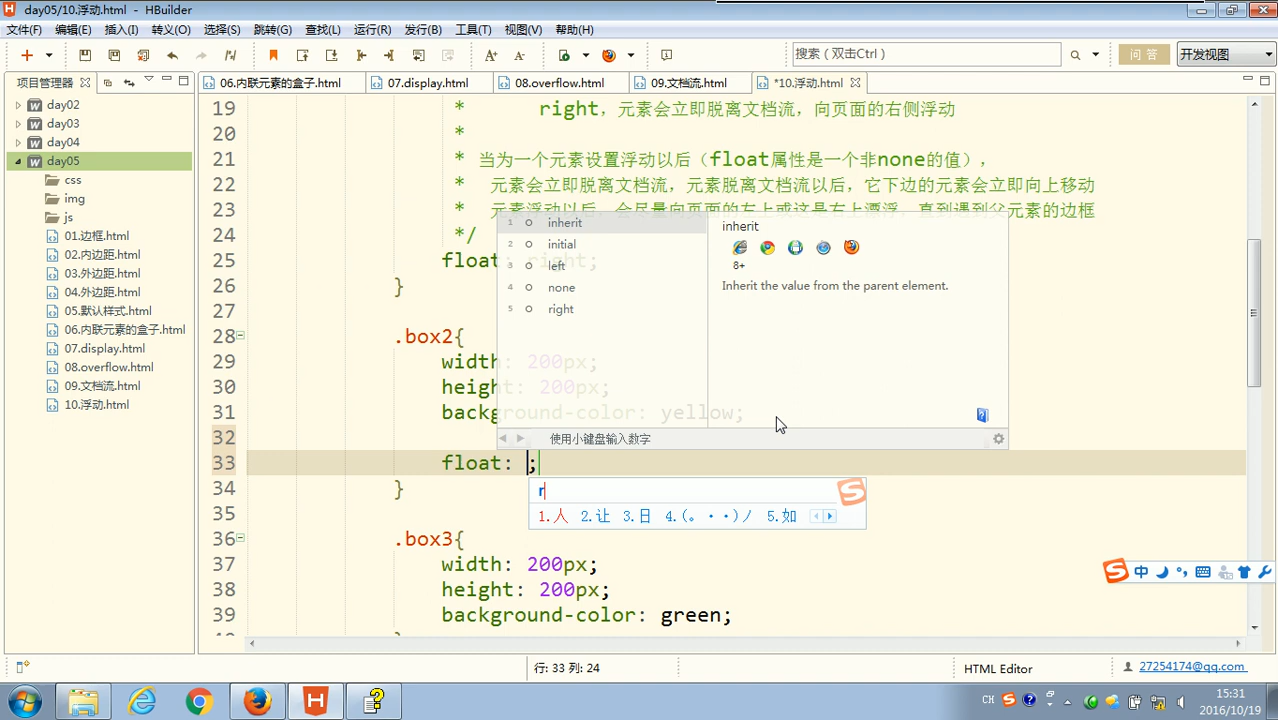 day05/10.浮动.html - HBuilder
文件(F) 编辑(E) 插入(I) 转义(O) 选择(S) 跳转(G) 查找(L) 运行(R) 发行(B) 工具(T) 视图(V) 帮助(H)
搜索（双击Ctrl） 问 答 开发视图
项目管理器 06.内联元素的盒子.html 07.display.html 08.overflow.html 09.文档流.html *10.浮动.html
day02
day03
day04
day05
css
img
js
01.边框.html
02.内边距.html
03.外边距.html
04.外边距.html
05.默认样式.html
06.内联元素的盒子.html
07.display.html
08.overflow.html
09.文档流.html
10.浮动.html
19 * right，元素会立即脱离文档流，向页面的右侧浮动
20 *
21 * 当为一个元素设置浮动以后（float属性是一个非none的值），
22 * 元素会立即脱离文档流，元素脱离文档流以后，它下边的元素会立即向上移动
23 * 元素浮动以后，会尽量向页面的左上或这是右上漂浮，直到遇到父元素的边框
24 */
25 float: right;
26 }
27
28 .box2{
29 width: 200px;
30 height: 200px;
31 background-color: yellow;
32
33 float: ;
34 }
35
36 .box3{
37 width: 200px;
38 height: 200px;
39 background-color: green;
1 inherit
2 initial
3 left
4 none
5 right
inherit
8+
Inherit the value from the parent element.
使用小键盘输入数字
r
1.人 2.让 3.日 4.(。··)ノ 5.如
中
行: 33 列: 24 HTML Editor 27254174@qq.com
CH 15:31
2016/10/19